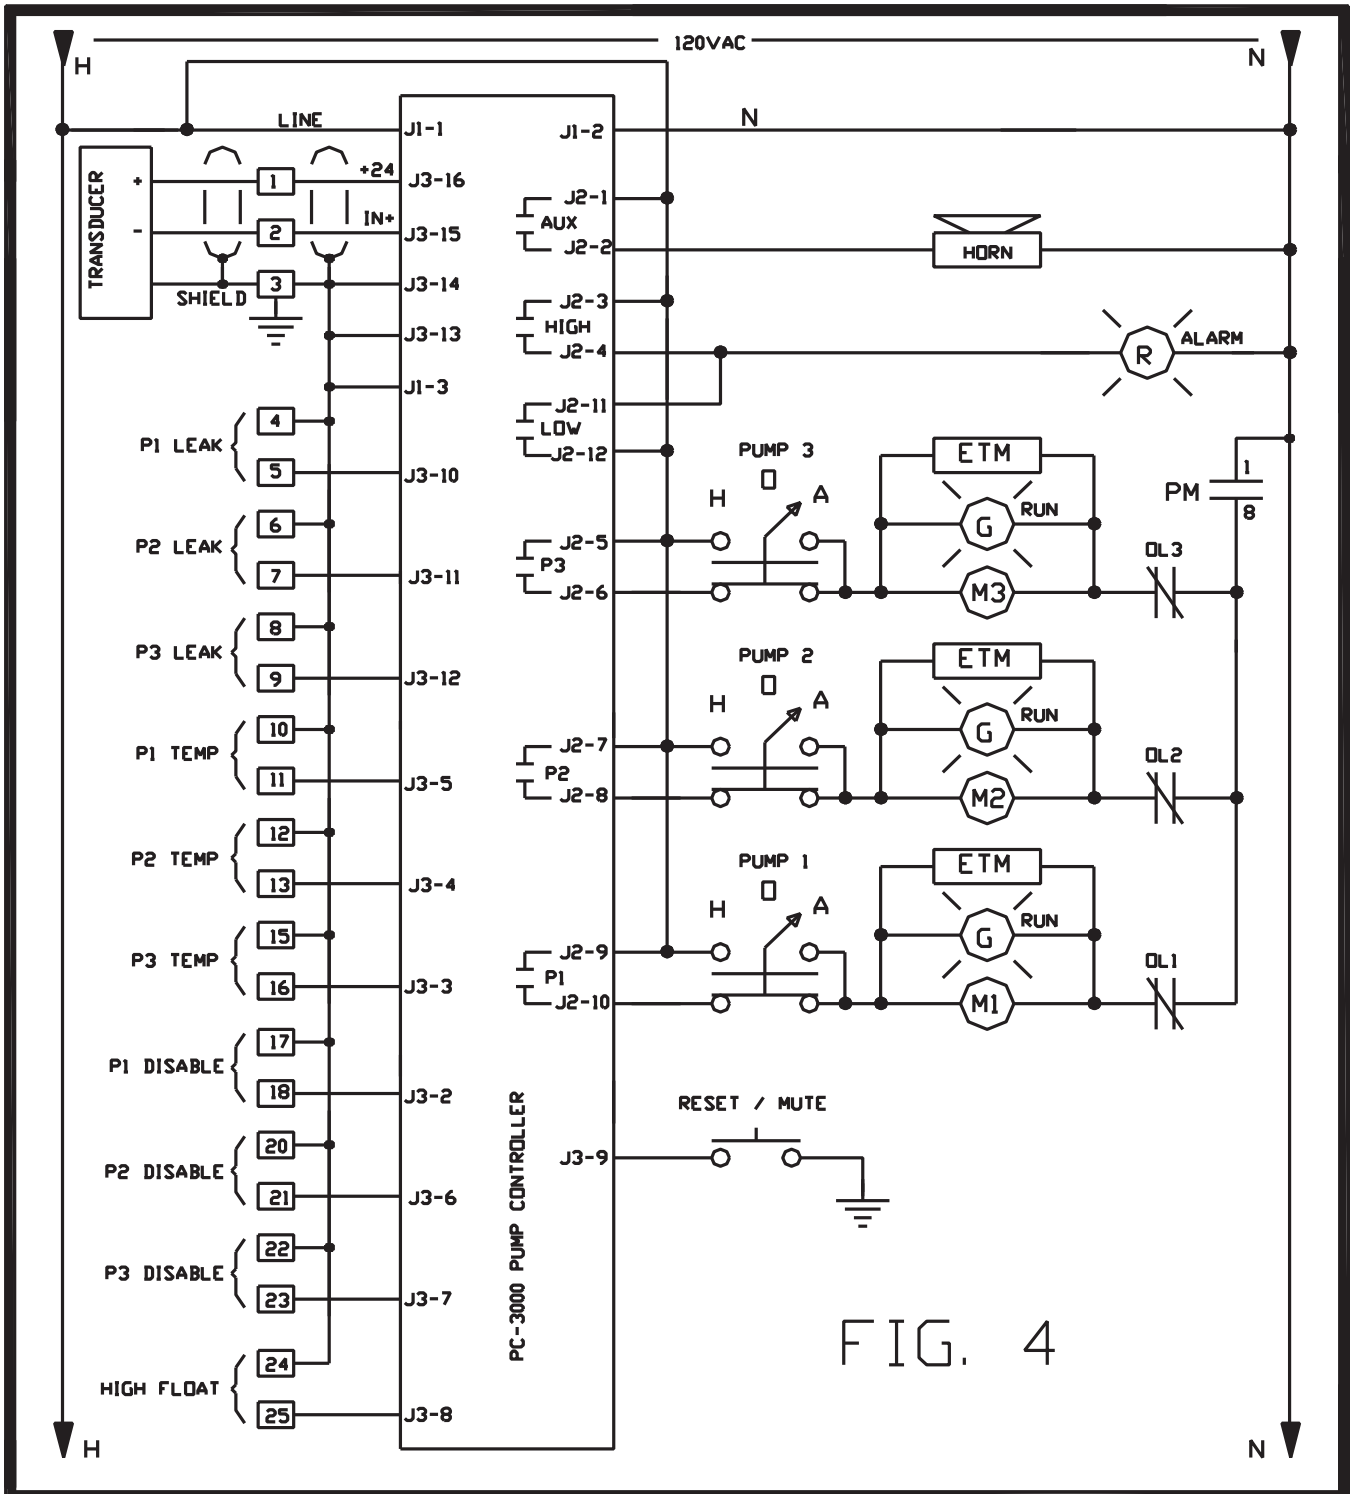 120VAC
H N
LINE J1-1 J1-2 N
TRANSDUCER
+ 1 +24 J3-16
- 2 IN+ J3-15
SHIELD 3 J3-14
J3-13
J1-3
J2-1
AUX
J2-2 HORN
J2-3
HIGH
J2-4 R ALARM
J2-11
LOW
J2-12
P1 LEAK 4
5 J3-10
P2 LEAK 6
7 J3-11
P3 LEAK 8
9 J3-12
P1 TEMP 10
11 J3-5
P2 TEMP 12
13 J3-4
P3 TEMP 15
16 J3-3
P1 DISABLE 17
18 J3-2
P2 DISABLE 20
21 J3-6
P3 DISABLE 22
23 J3-7
HIGH FLOAT 24
25 J3-8
PUMP 3 ETM
H O A G RUN
J2-5
P3
J2-6 M3 OL3
PM 1
8
PUMP 2 ETM
H O A G RUN
J2-7
P2
J2-8 M2 OL2
PUMP 1 ETM
H O A G RUN
J2-9
P1
J2-10 M1 OL1
RESET / MUTE
J3-9
PC-3000 PUMP CONTROLLER
FIG. 4
H N